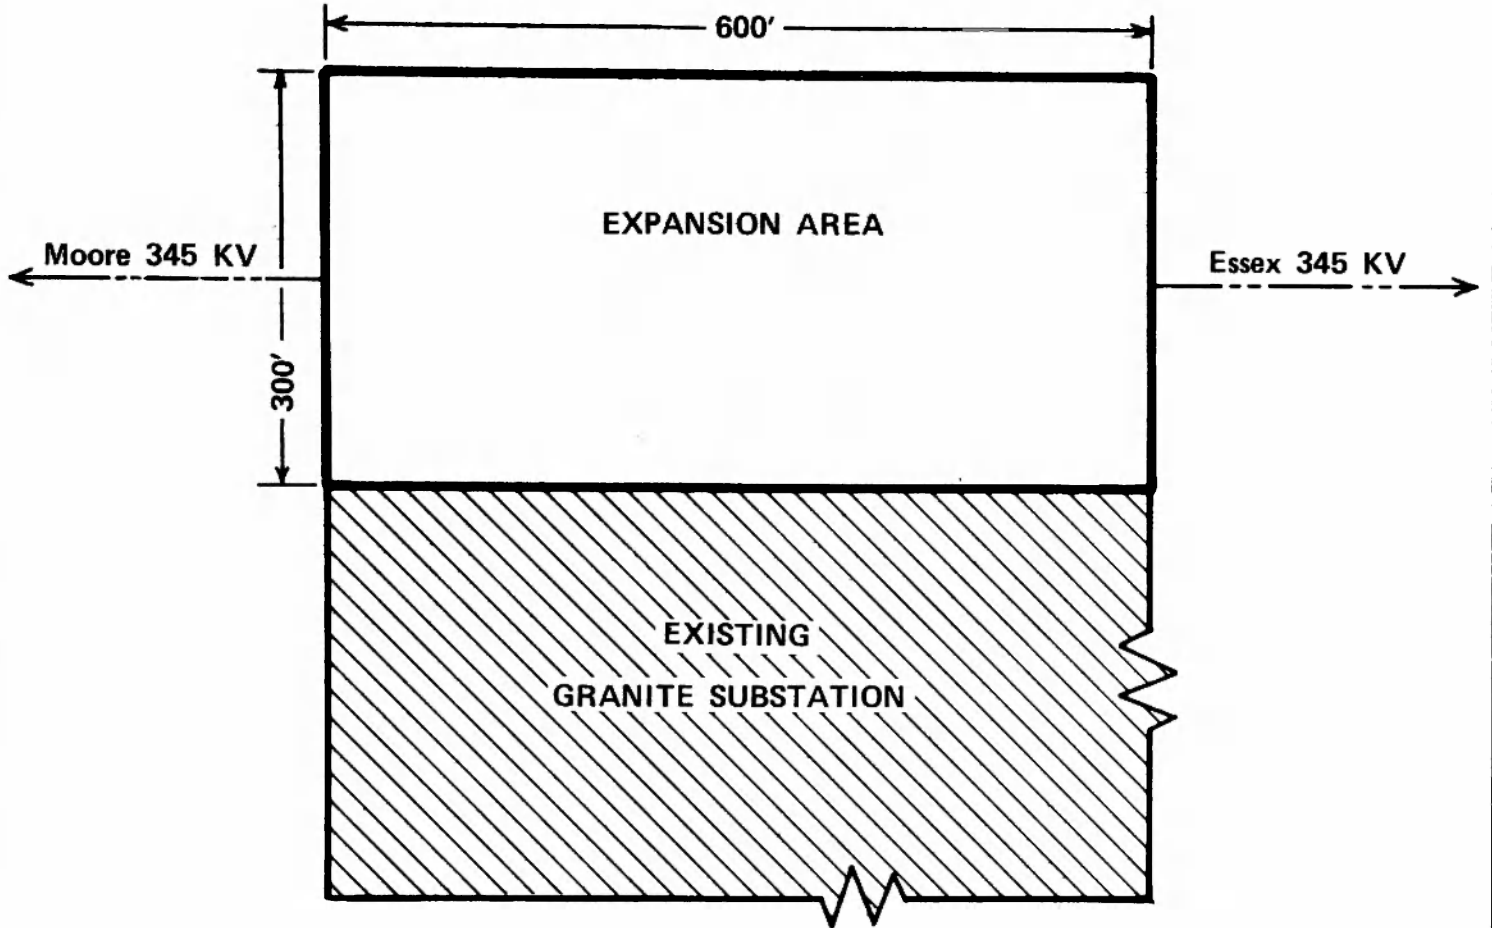 600'
EXPANSION AREA
Moore 345 KV
Essex 345 KV
300'
EXISTING
GRANITE SUBSTATION